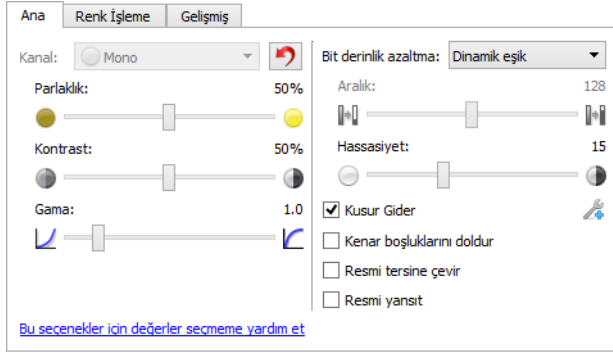 Ana Renk İşleme Gelişmiş
Kanal: Mono
Parlaklık: 50%
Kontrast: 50%
Gama: 1.0
Bit derinlik azaltma: Dinamik eşik
Aralık: 128
Hassasiyet: 15
Kusur Gider
Kenar boşluklarını doldur
Resmi tersine çevir
Resmi yansıt
Bu seçenekler için değerler seçmeme yardım et